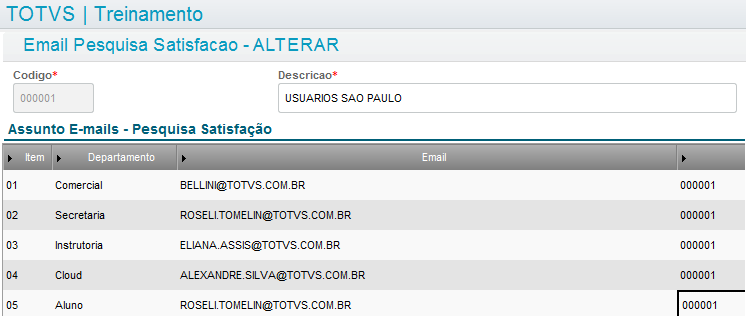 TOTVS | Treinamento
Email Pesquisa Satisfacao - ALTERAR
Codigo* Descricao*
000001 USUARIOS SAO PAULO
Assunto E-mails - Pesquisa Satisfação
Item Departamento Email
01 Comercial BELLINI@TOTVS.COM.BR 000001
02 Secretaria ROSELI.TOMELIN@TOTVS.COM.BR 000001
03 Instrutoria ELIANA.ASSIS@TOTVS.COM.BR 000001
04 Cloud ALEXANDRE.SILVA@TOTVS.COM.BR 000001
05 Aluno ROSELI.TOMELIN@TOTVS.COM.BR 000001